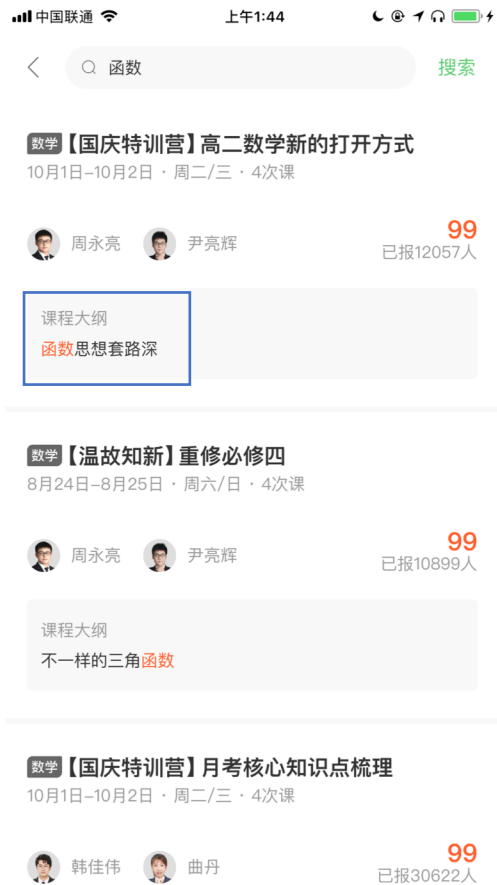 中国联通 上午1:44
函数 搜索
数学【国庆特训营】高二数学新的打开方式
10月1日-10月2日 · 周二/三 · 4次课
周永亮 尹亮辉 99
已报12057人
课程大纲
函数思想套路深
数学【温故知新】重修必修四
8月24日-8月25日 · 周六/日 · 4次课
周永亮 尹亮辉 99
已报10899人
课程大纲
不一样的三角函数
数学【国庆特训营】月考核心知识点梳理
10月1日-10月2日 · 周二/三 · 4次课
韩佳伟 曲丹 99
已报30622人